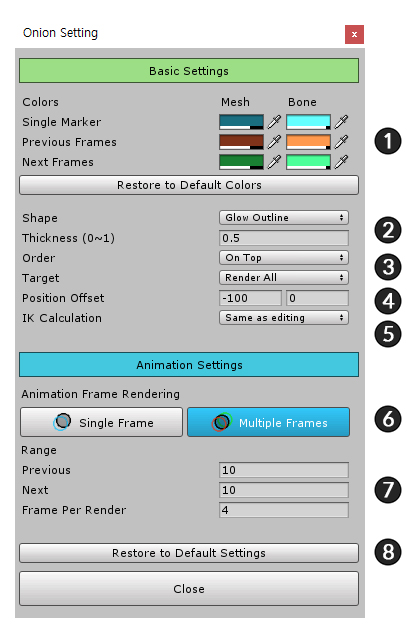 Onion Setting
x
Basic Settings
Colors Mesh Bone
Single Marker
Previous Frames
1
Next Frames
Restore to Default Colors
Shape Glow Outline
2
Thickness (0~1) 0.5
Order On Top
3
Target Render All
Position Offset -100 0
4
IK Calculation Same as editing
5
Animation Settings
Animation Frame Rendering
Single Frame Multiple Frames
6
Range
Previous 10
Next 10
7
Frame Per Render 4
Restore to Default Settings
8
Close